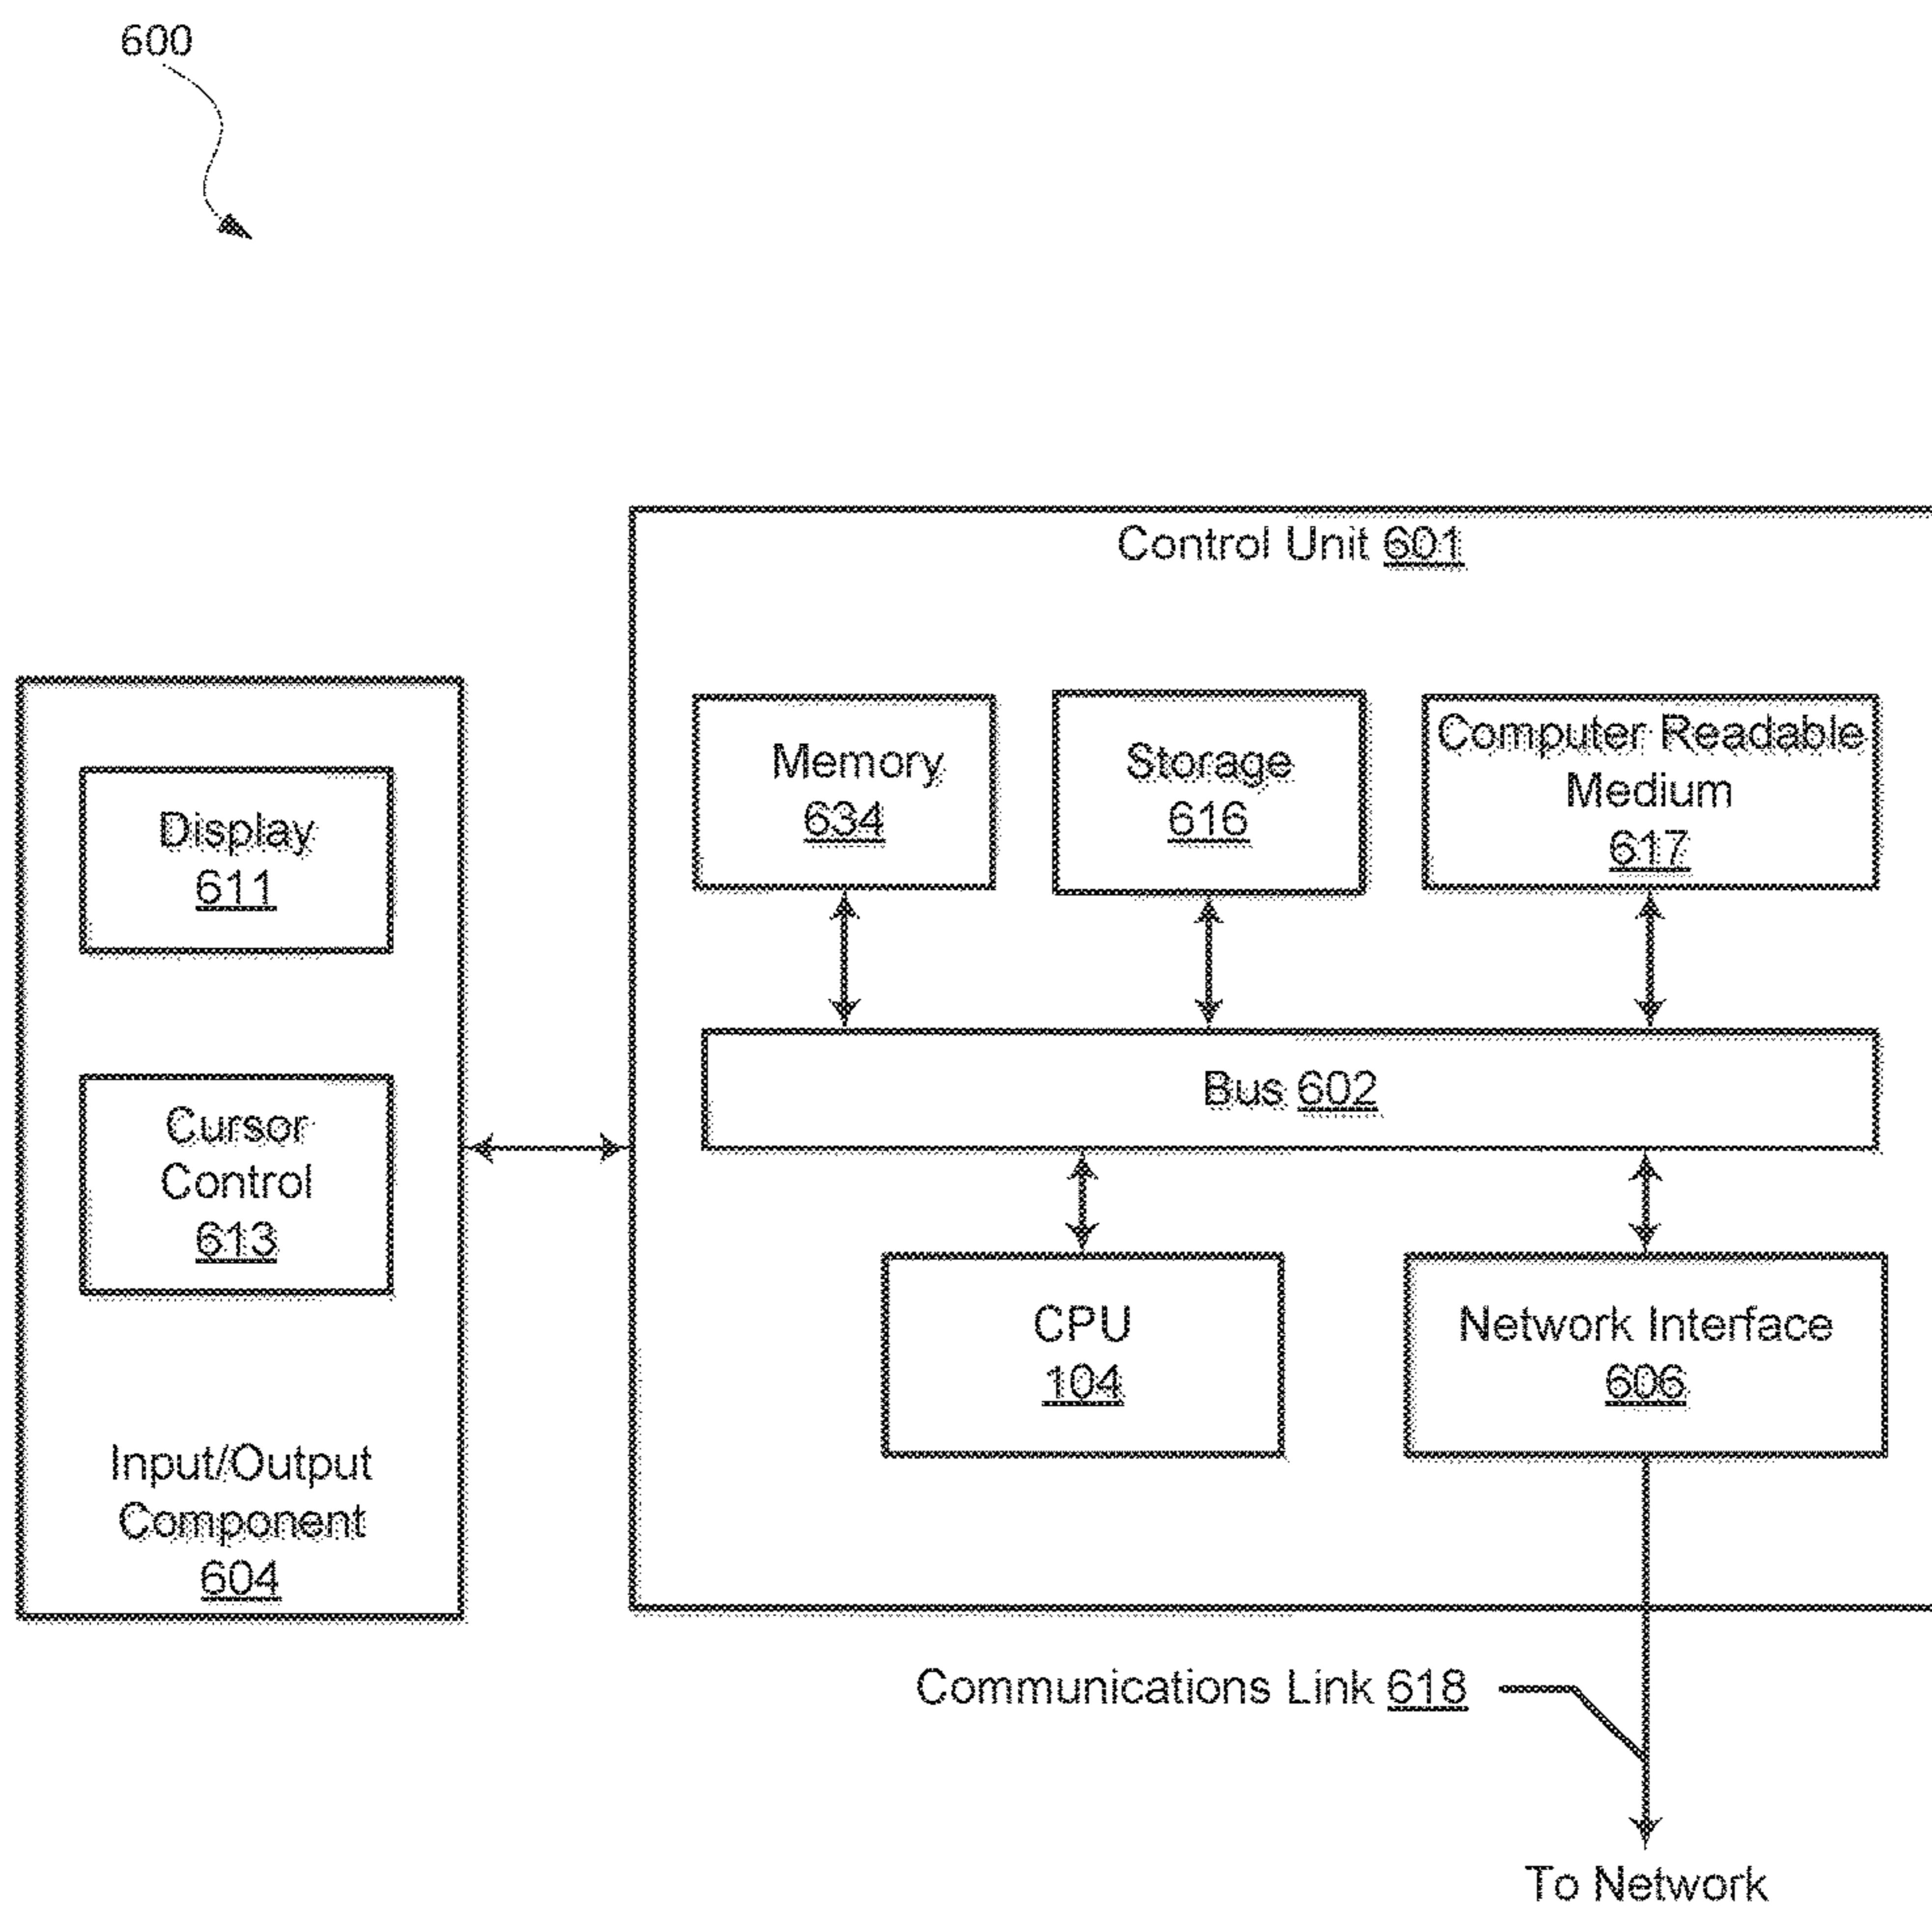 600
Control Unit 601
Memory
634
Storage
616
Computer Readable
Medium
617
Display
611
Bus 602
Cursor
Control
613
CPU
104
Network Interface
606
Input/Output
Component
604
Communications Link 618
To Network